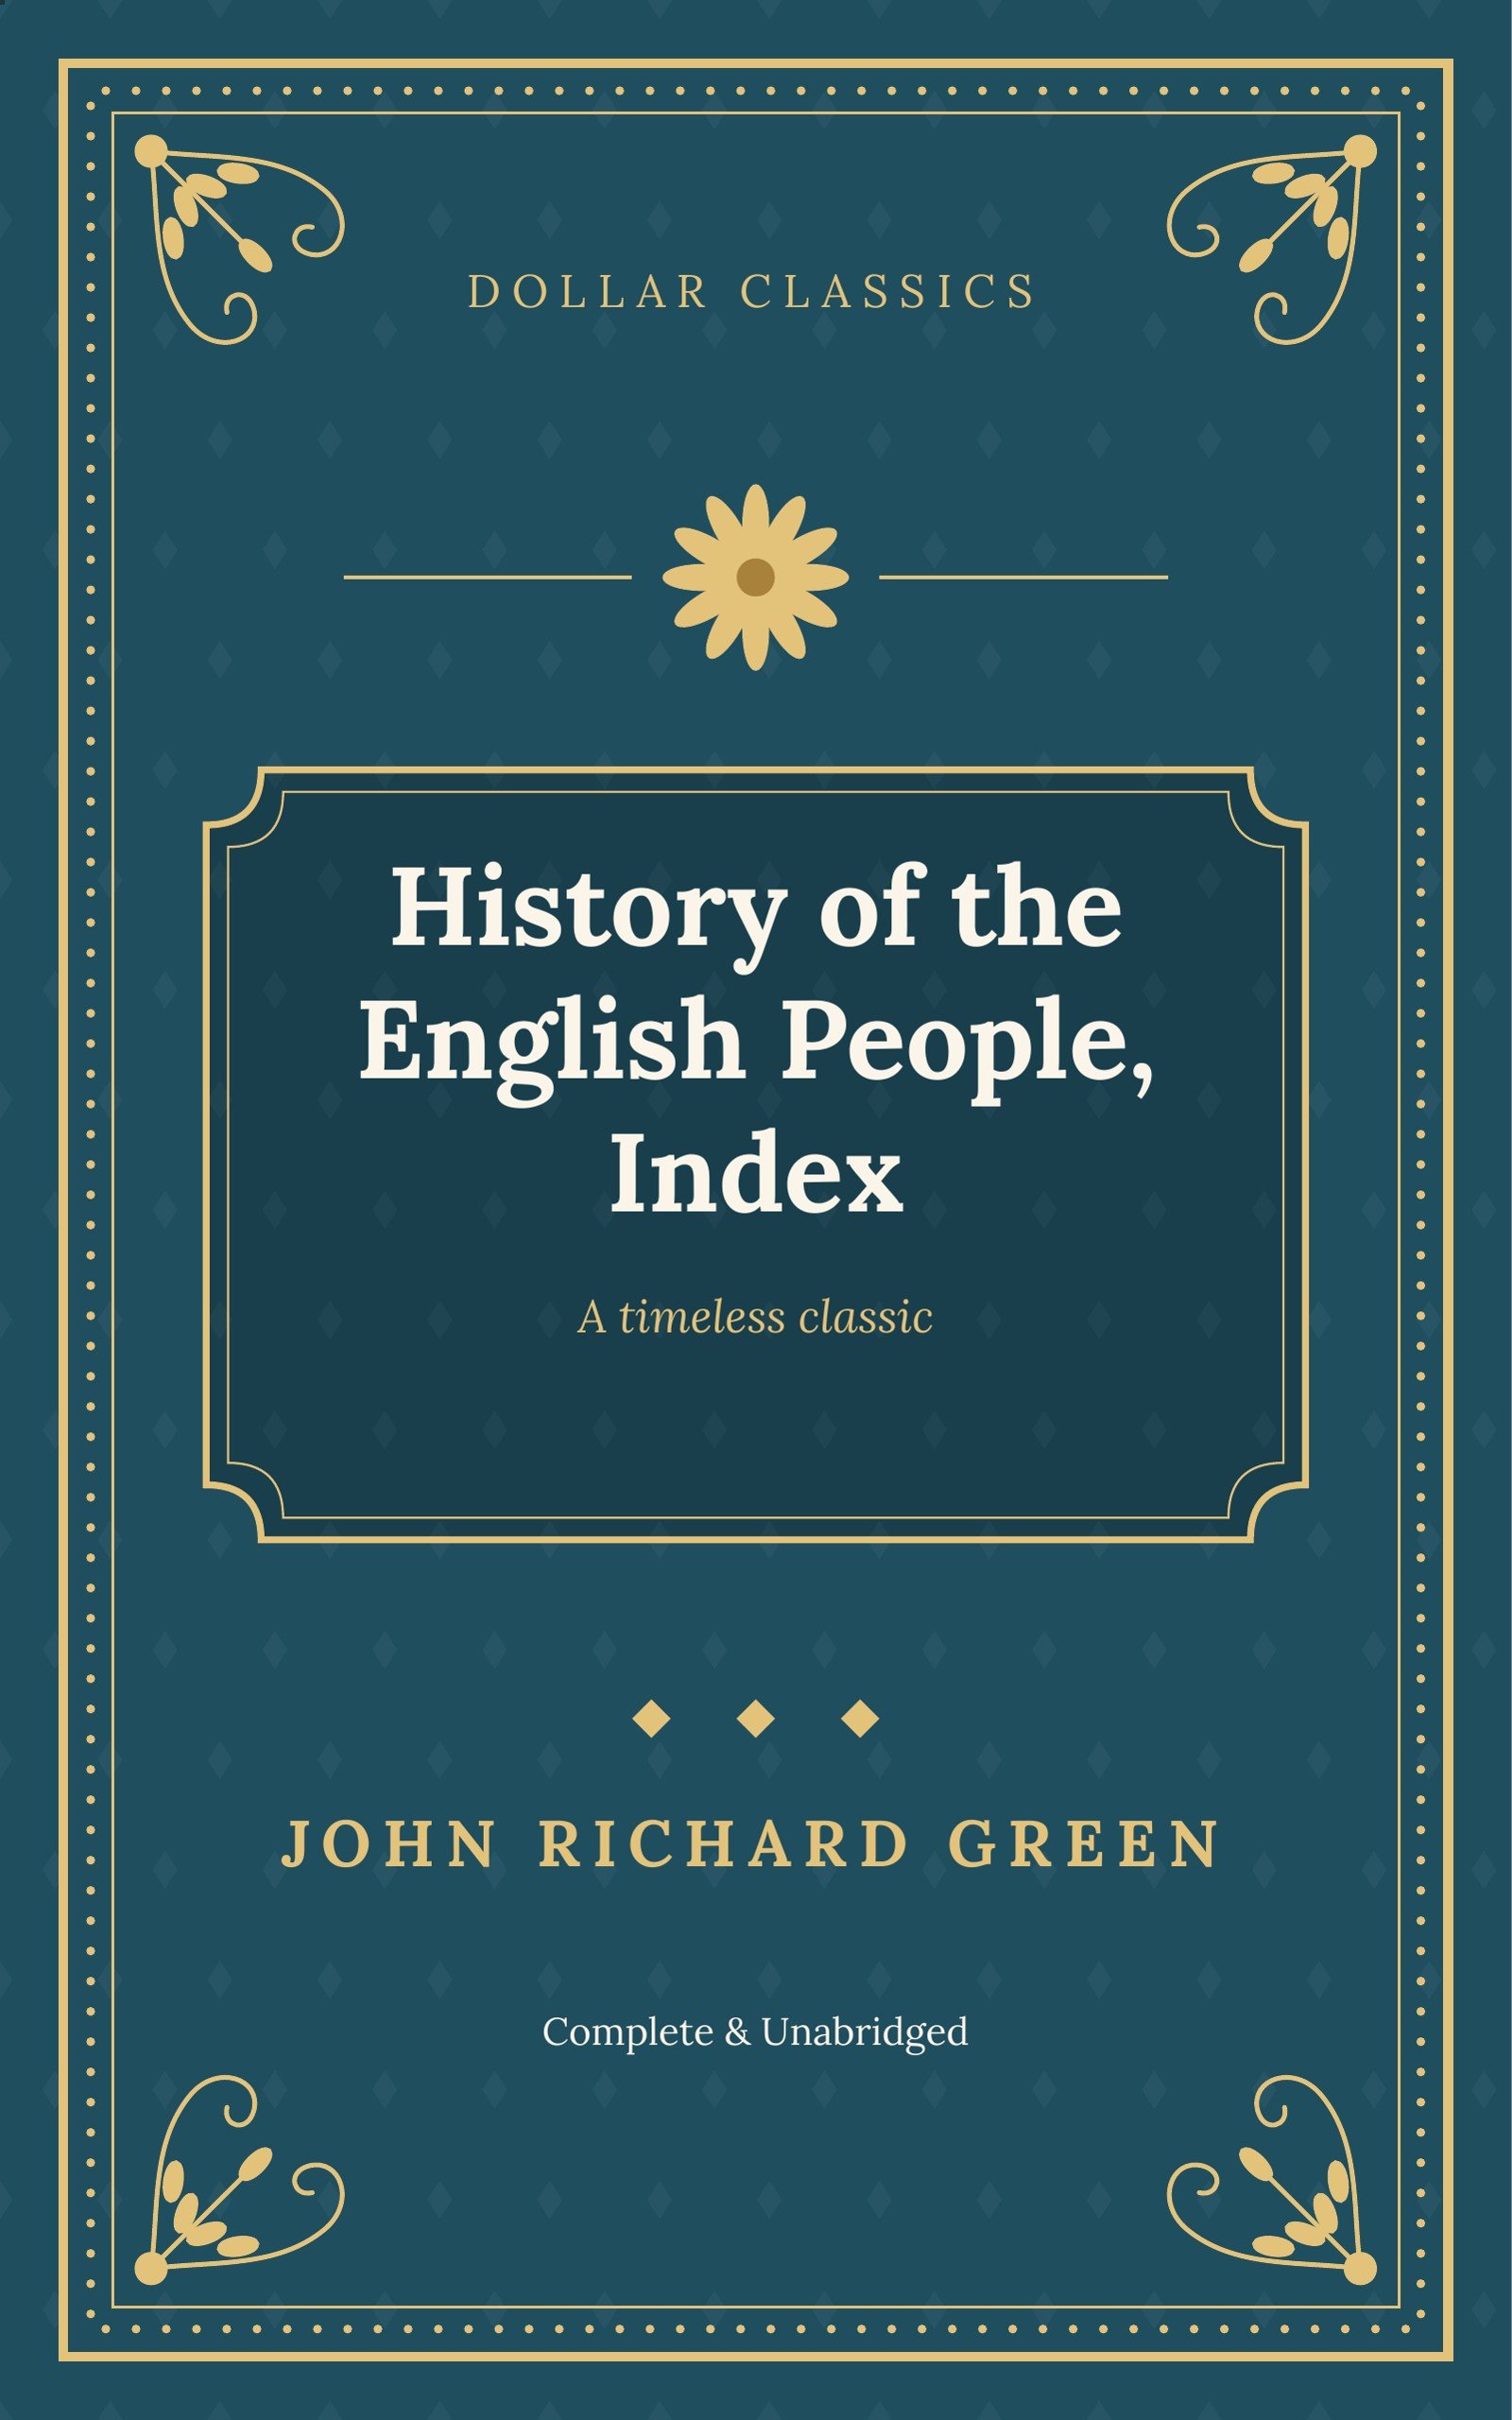 DOLLAR CLASSICS
History of the
English People,
Index
A timeless classic
JOHN RICHARD GREEN
Complete & Unabridged